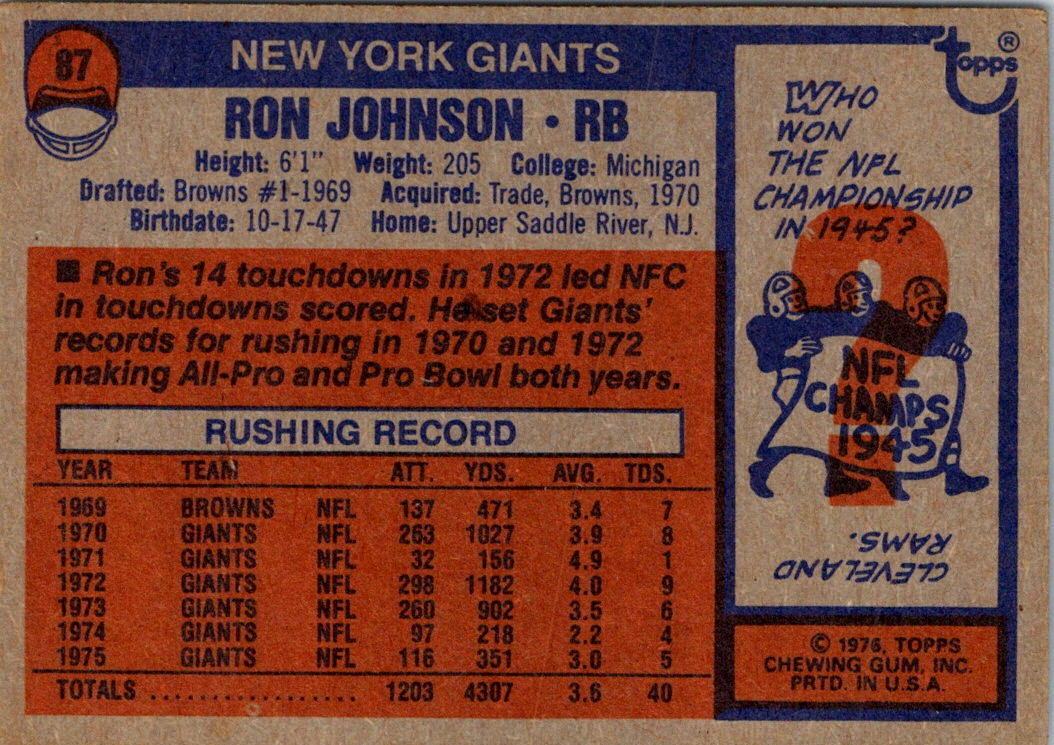 87
NEW YORK GIANTS
RON JOHNSON • RB
Height: 6'1" Weight: 205 College: Michigan
Drafted: Browns #1-1969 Acquired: Trade, Browns, 1970
Birthdate: 10-17-47 Home: Upper Saddle River, N.J.
■ Ron's 14 touchdowns in 1972 led NFC
in touchdowns scored. He set Giants'
records for rushing in 1970 and 1972
making All-Pro and Pro Bowl both years.
RUSHING RECORD
YEAR TEAM ATT. YDS. AVG. TDS.
1969 BROWNS NFL 137 471 3.4 7
1970 GIANTS NFL 263 1027 3.9 8
1971 GIANTS NFL 32 156 4.9 1
1972 GIANTS NFL 298 1182 4.0 9
1973 GIANTS NFL 260 902 3.5 6
1974 GIANTS NFL 97 218 2.2 4
1975 GIANTS NFL 116 351 3.0 5
TOTALS .................. 1203 4307 3.6 40
topps®
WHO
WON
THE NFL
CHAMPIONSHIP
IN 1945?
?
NFL
CHAMPS
1945
CLEVELAND
RAMS.
© 1976, TOPPS
CHEWING GUM, INC.
PRTD. IN U.S.A.